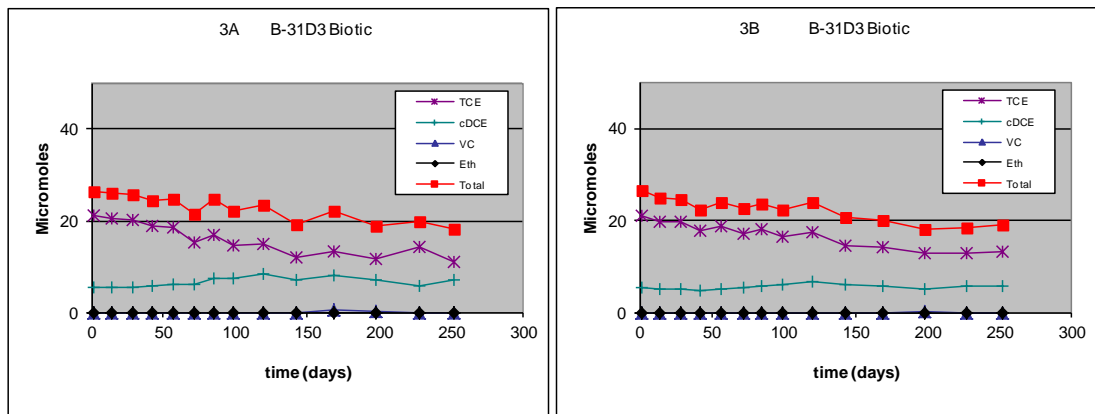 3A B-31D3 Biotic
Micromoles
40
20
0
TCE
cDCE
VC
Eth
Total
0 50 100 150 200 250 300
time (days)
3B B-31D3 Biotic
Micromoles
40
20
0
TCE
cDCE
VC
Eth
Total
0 50 100 150 200 250 300
time (days)